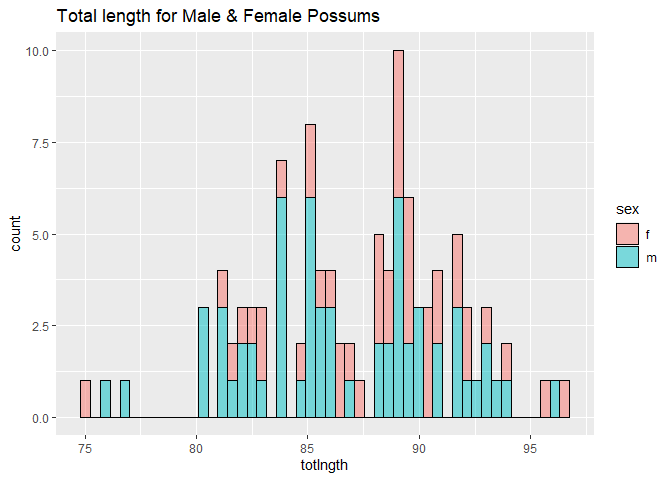 Total length for Male & Female Possums
10.0
7.5
5.0
2.5
0.0
count
75 80 85 90 95
totlngth
sex
f
m